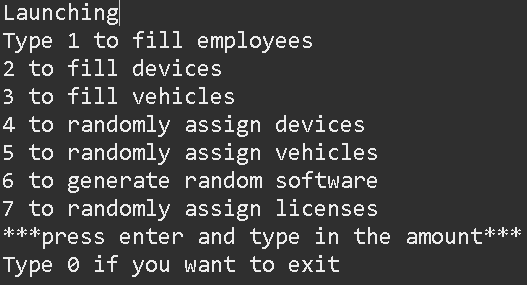 Launching
Type 1 to fill employees
2 to fill devices
3 to fill vehicles
4 to randomly assign devices
5 to randomly assign vehicles
6 to generate random software
7 to randomly assign licenses
***press enter and type in the amount***
Type 0 if you want to exit